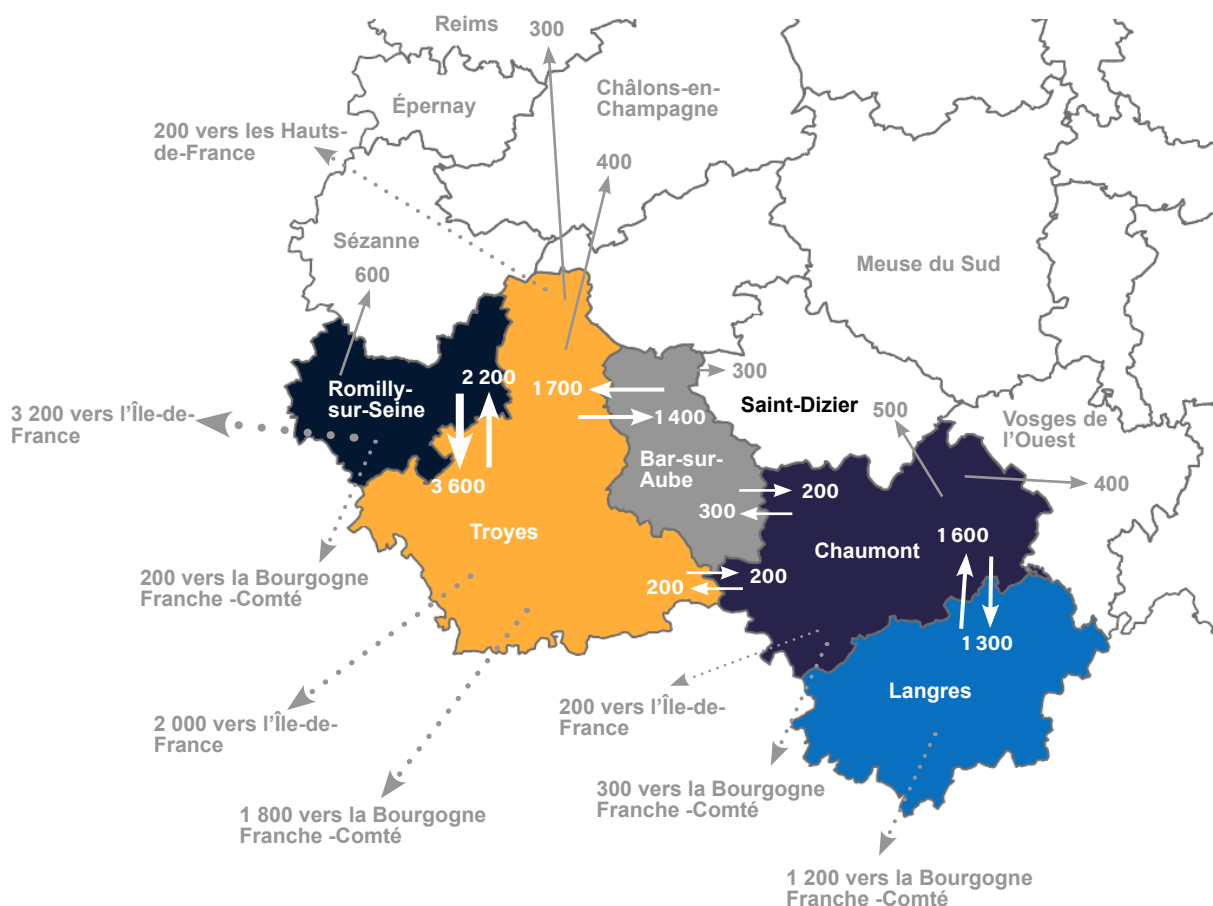 Reims
300
Épernay
Châlons-en-
Champagne
200 vers les Hauts-
de-France
400
Sézanne
600
Meuse du Sud
Romilly-
sur-Seine
2 200
1 700
300
1 400
Saint-Dizier
500
Vosges de
l'Ouest
3 200 vers l'Île-de-
France
Bar-sur-
Aube
3 600
200
400
300
Troyes
Chaumont
1 600
200 vers la Bourgogne
Franche -Comté
200
200
1 300
Langres
2 000 vers l'Île-de-
France
200 vers l'Île-de-
France
1 800 vers la Bourgogne
Franche -Comté
300 vers la Bourgogne
Franche -Comté
1 200 vers la Bourgogne
Franche -Comté